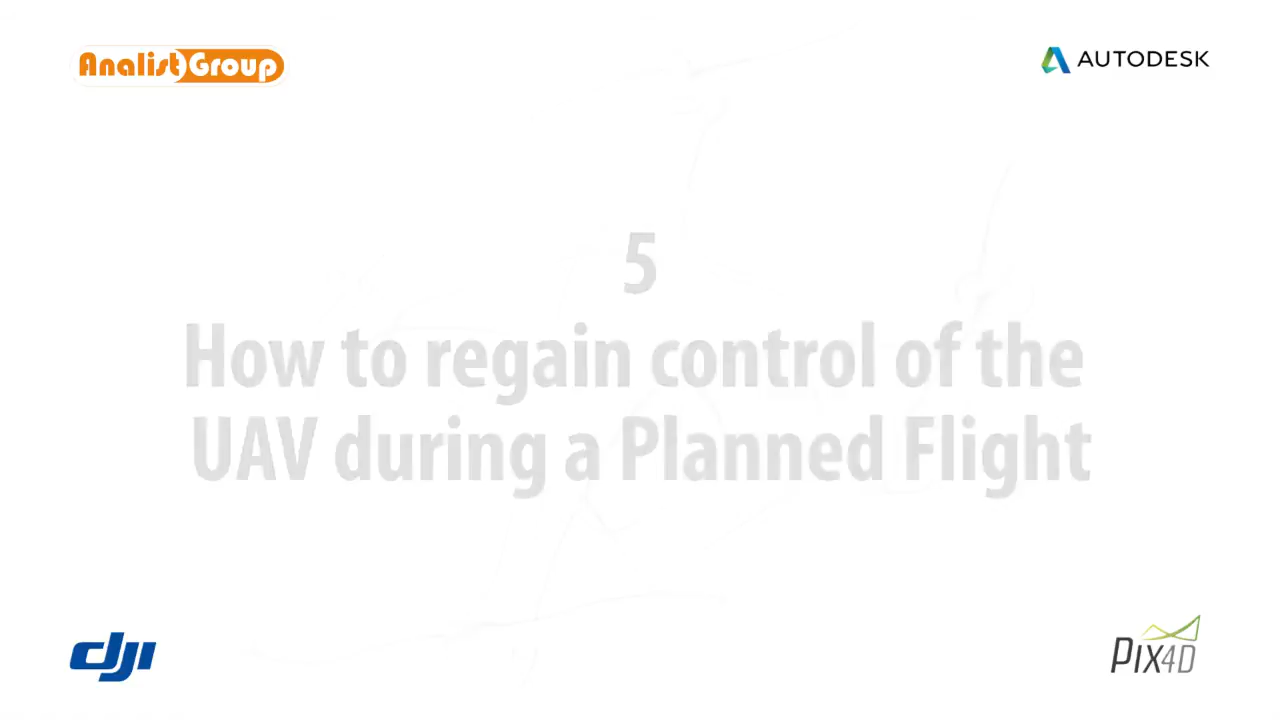 AnalistGroup
AUTODESK
5
How to regain control of the
UAV during a Planned Flight
dji
PIX4D